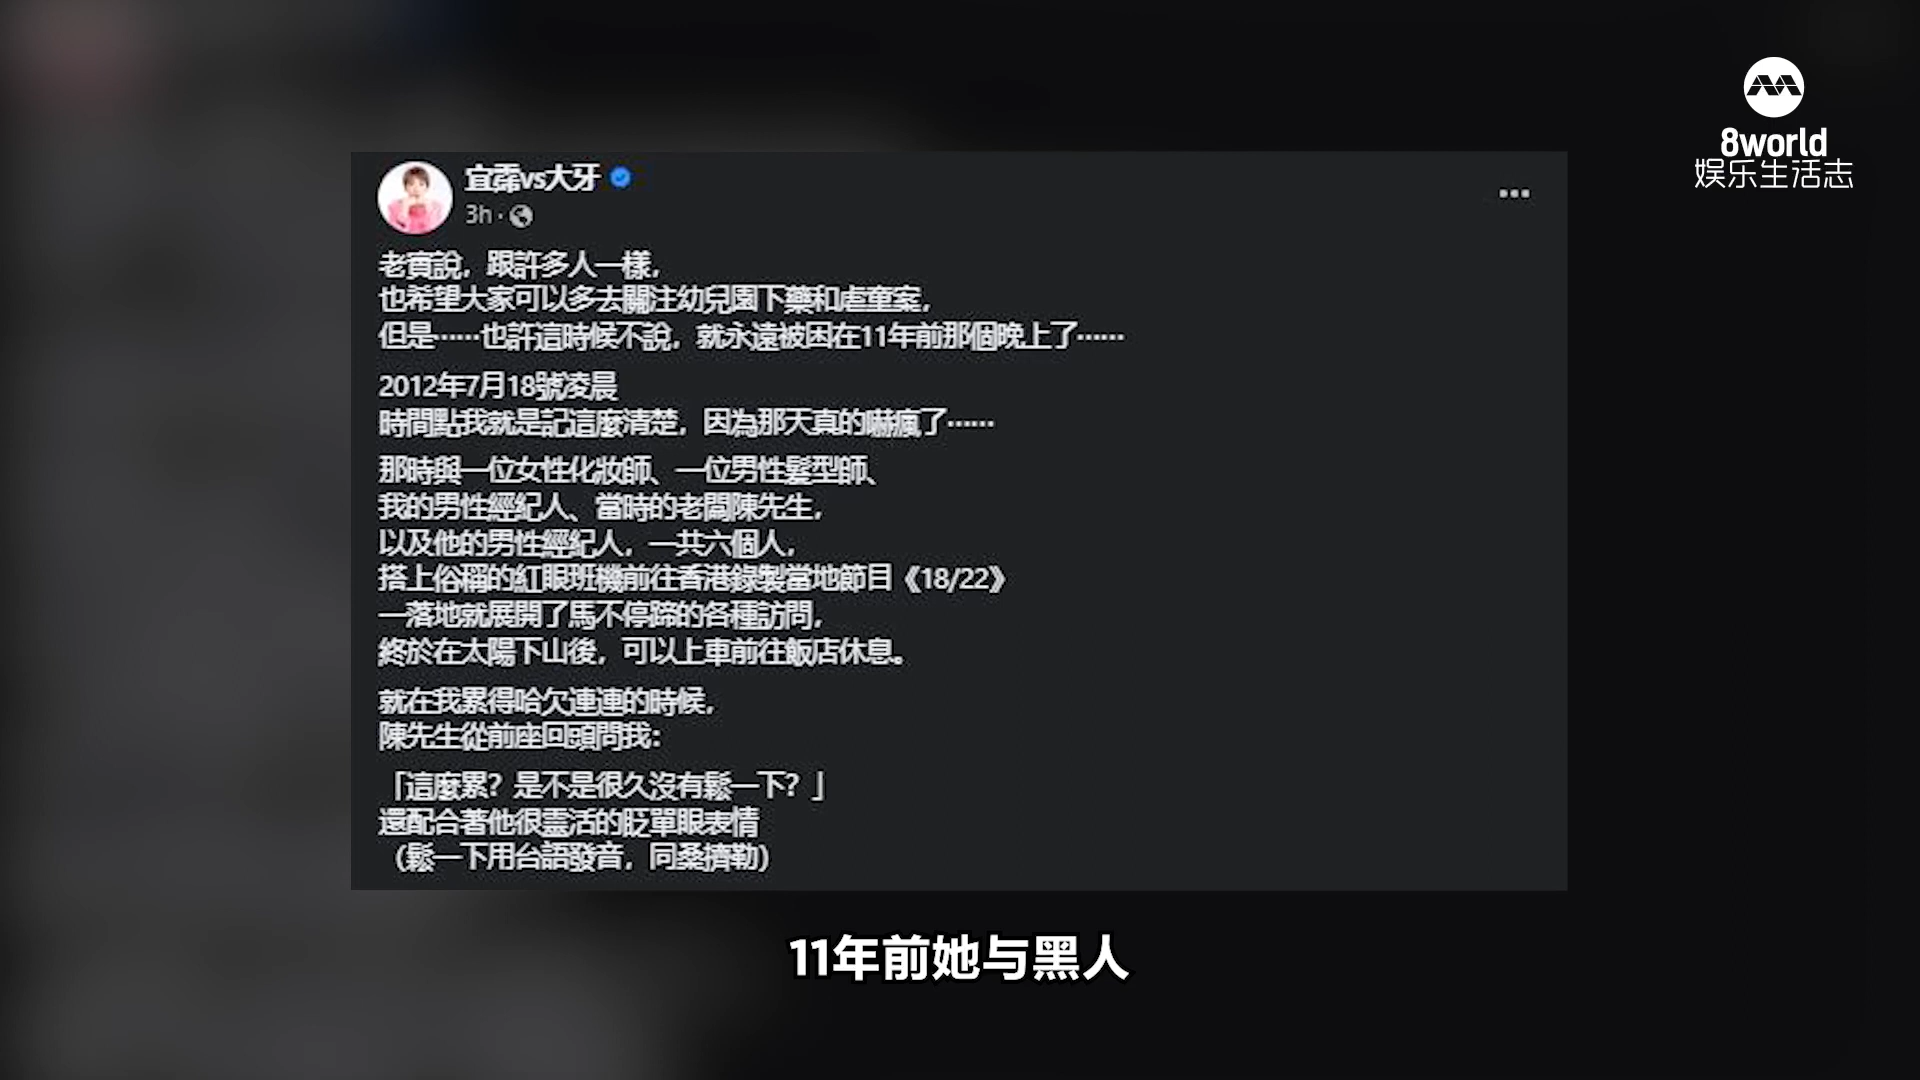 8world
娱乐生活志
宜霈vs大牙
3h
老實說，跟許多人一樣，
也希望大家可以多去關注幼兒園下藥和虐童案，
但是……也許這時候不說，就永遠被困在11年前那個晚上了……
2012年7月18號凌晨
時間點我就是記這麼清楚，因為那天真的嚇瘋了……
那時與一位女性化妝師、一位男性髮型師、
我的男性經紀人、當時的老闆陳先生，
以及他的男性經紀人，一共六個人，
搭上俗稱的紅眼班機前往香港錄製當地節目《18/22》
一落地就展開了馬不停蹄的各種訪問，
終於在太陽下山後，可以上車前往飯店休息。
就在我累得哈欠連連的時候，
陳先生從前座回頭問我：
「這麼累？是不是很久沒有鬆一下？」
還配合著他很靈活的眨單眼表情
（鬆一下用台語發音，同桑擠勒）
11年前她与黑人